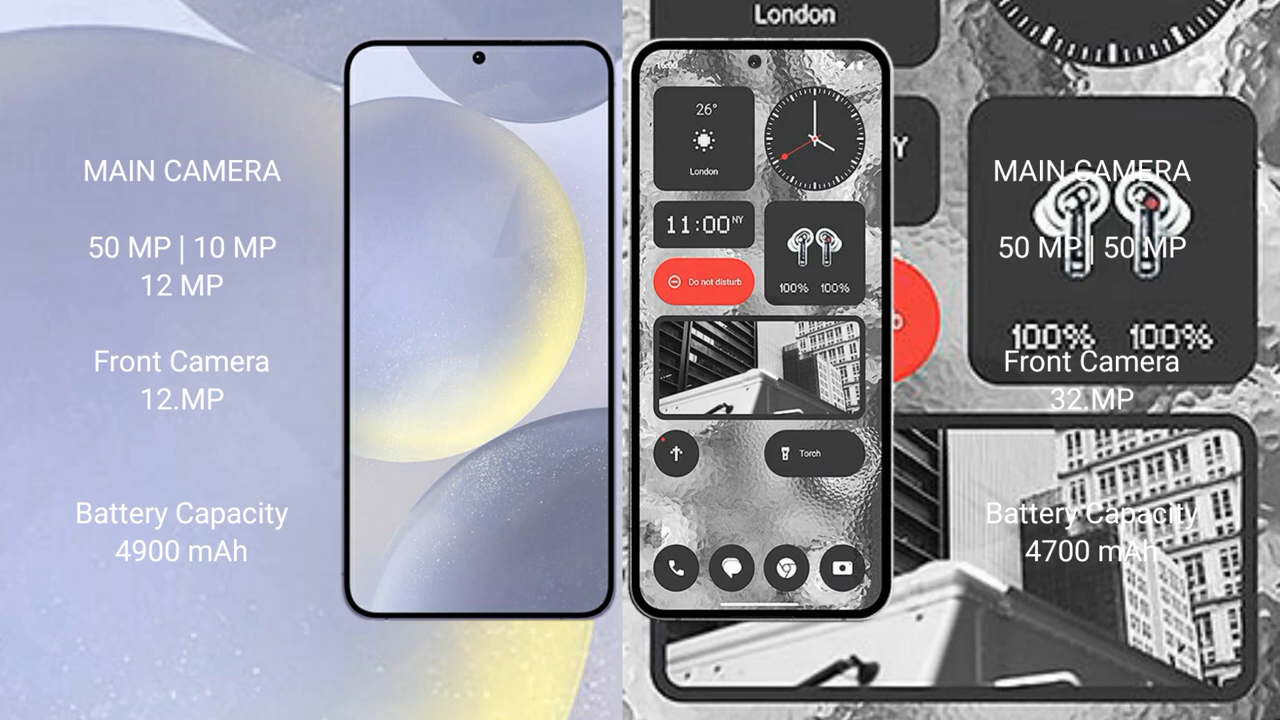 MAIN CAMERA
50 MP | 10 MP
12 MP
Front Camera
12.MP
Battery Capacity
4900 mAh
26°
London
11:00 NY
Do not disturb
100% 100%
Torch
London
Y
MAIN CAMERA
50 MP | 50 MP
100% 100%
Front Camera
32.MP
Battery Capacity
4700 mAh